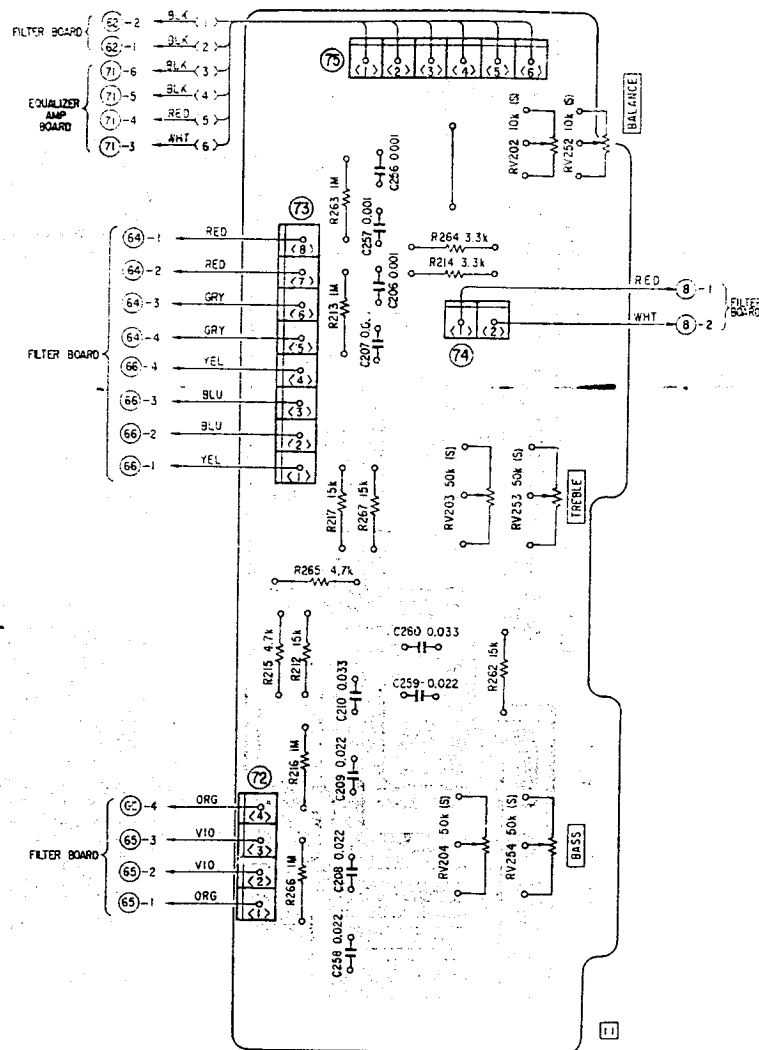 FILTER BOARD
62-2 BLK (1)
62-1 BLK (2)
EQUALIZER
AMP
BOARD
71-6 BLK (3)
71-5 BLK (4)
71-4 RED (5)
71-3 WHT (6)
75
<1> <2> <3> <4> <5> <6>
RV202 10k (S)
RV252 10k (S)
BALANCE
R263 1M
C256 0.001
C257 0.001
R264 3.3k
R214 3.3k
R213 1M
C206 0.001
C207
73
FILTER BOARD
64-1 RED <8>
64-2 RED <7>
64-3 GRY <6>
64-4 GRY <5>
66-4 YEL <4>
66-3 BLU <3>
66-2 BLU <2>
66-1 YEL <1>
<1> <2>
74
RED 8-1
WHT 8-2
FILTER
BOARD
R217 15k
R267 15k
RV203 50k (S)
RV253 50k (S)
TREBLE
R265 4.7k
R215 4.7k
R212 15k
C260 0.033
C259 0.022
R262 15k
C210 0.033
R216 1M
C209 0.022
72
FILTER BOARD
-4 ORG <4>
65-3 VIO <3>
65-2 VIO <2>
65-1 ORG <1>
R266 1M
C208 0.022
C258 0.022
RV204 50k (S)
RV254 50k (S)
BASS